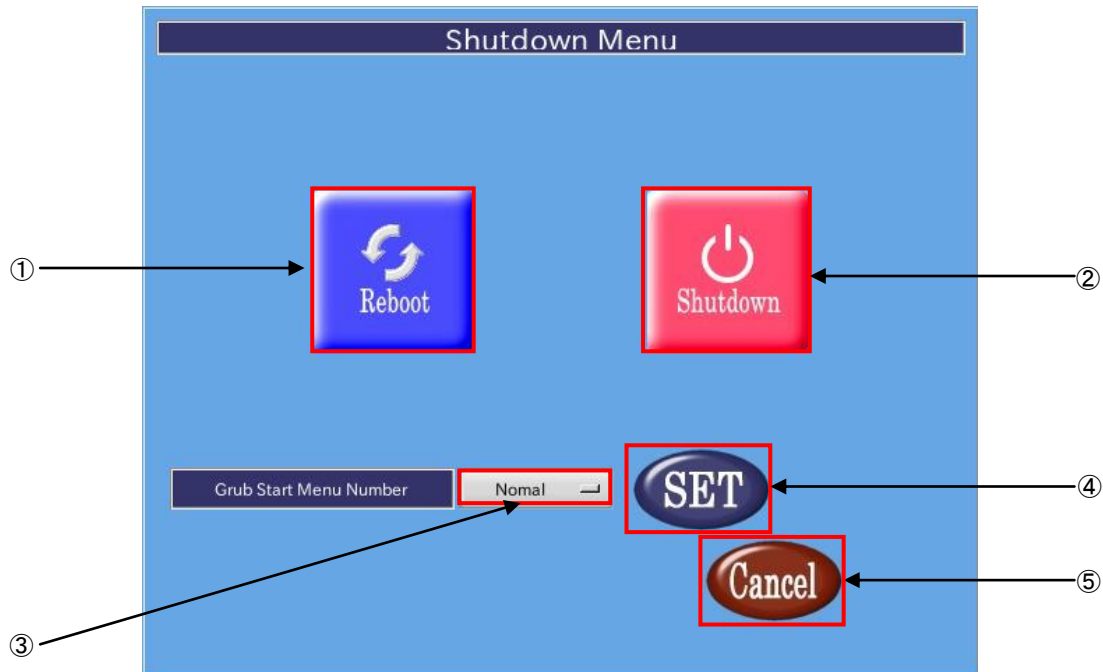 Shutdown Menu
① Reboot Shutdown ②
Grub Start Menu Number Nomal SET ④
Cancel ⑤
③